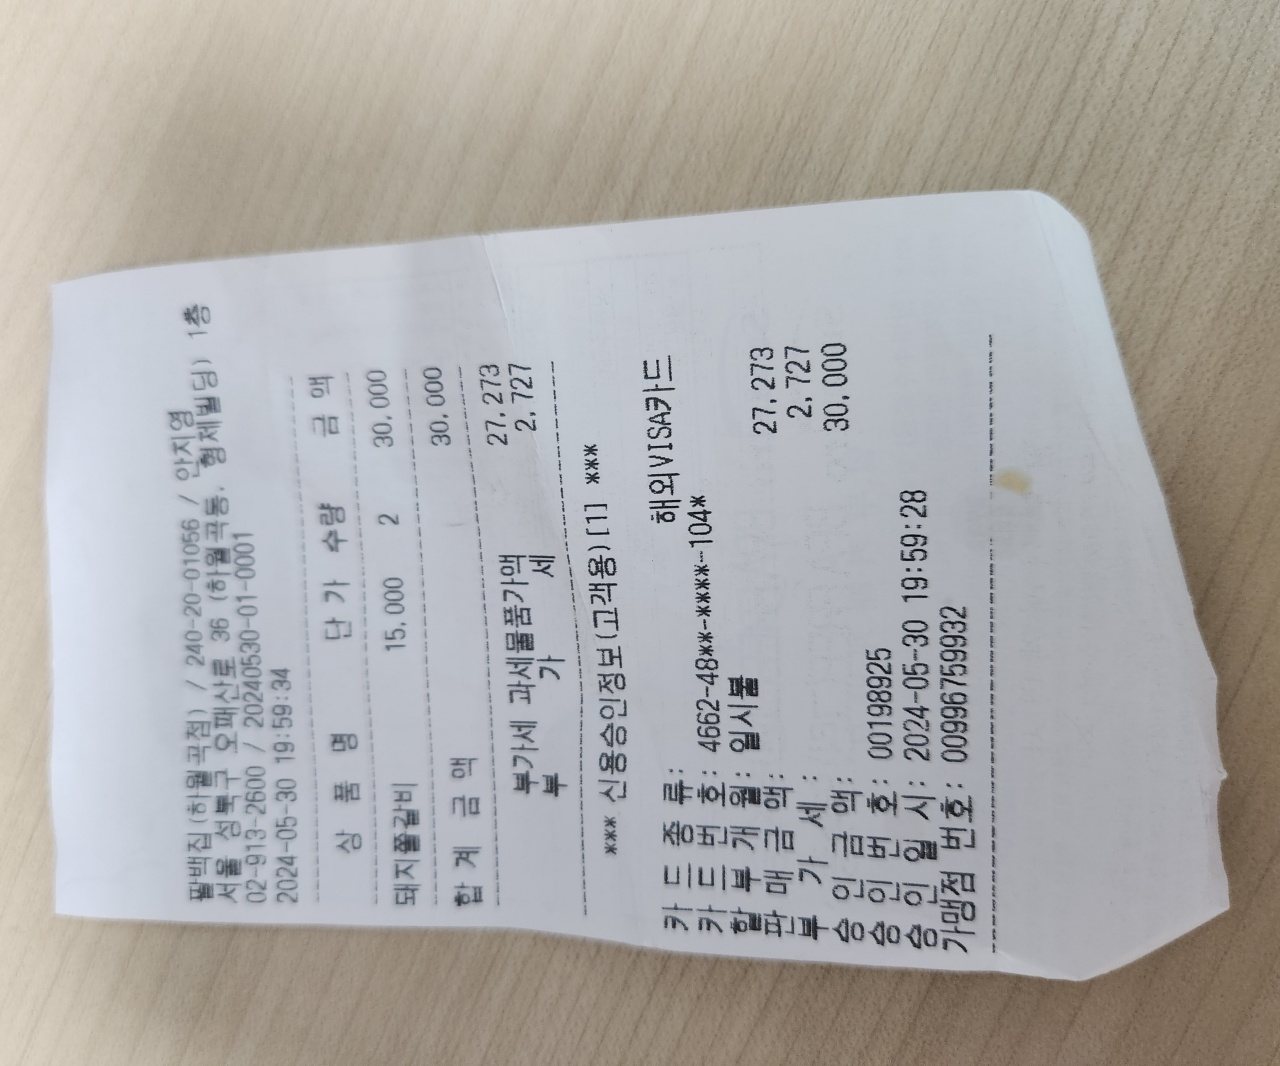 팔백집(하월곡점) / 240-20-01056 / 안지영
서울 성북구 오패산로 36 (하월곡동, 형제빌딩) 1층
02-913-2600 / 20240530-01-0001
2024-05-30 19:59:34
상 품 명 단 가 수량 금 액
돼지쫄갈비 15,000 2 30,000
합 계 금 액 30,000
부가세 과세물품가액 27,273
부 가 세 2,727
*** 신용승인정보(고객용)[1] ***
카 드 종 류: 해외VISA카드
카 드 번 호: 4662-48**-****-104*
할 부 개 월: 일시불
판 매 금 액: 27,273
부 가 세: 2,727
승 인 금 액: 30,000
승 인 번 호: 00198925
승 인 일 시: 2024-05-30 19:59:28
가맹점 번호: 00996759932